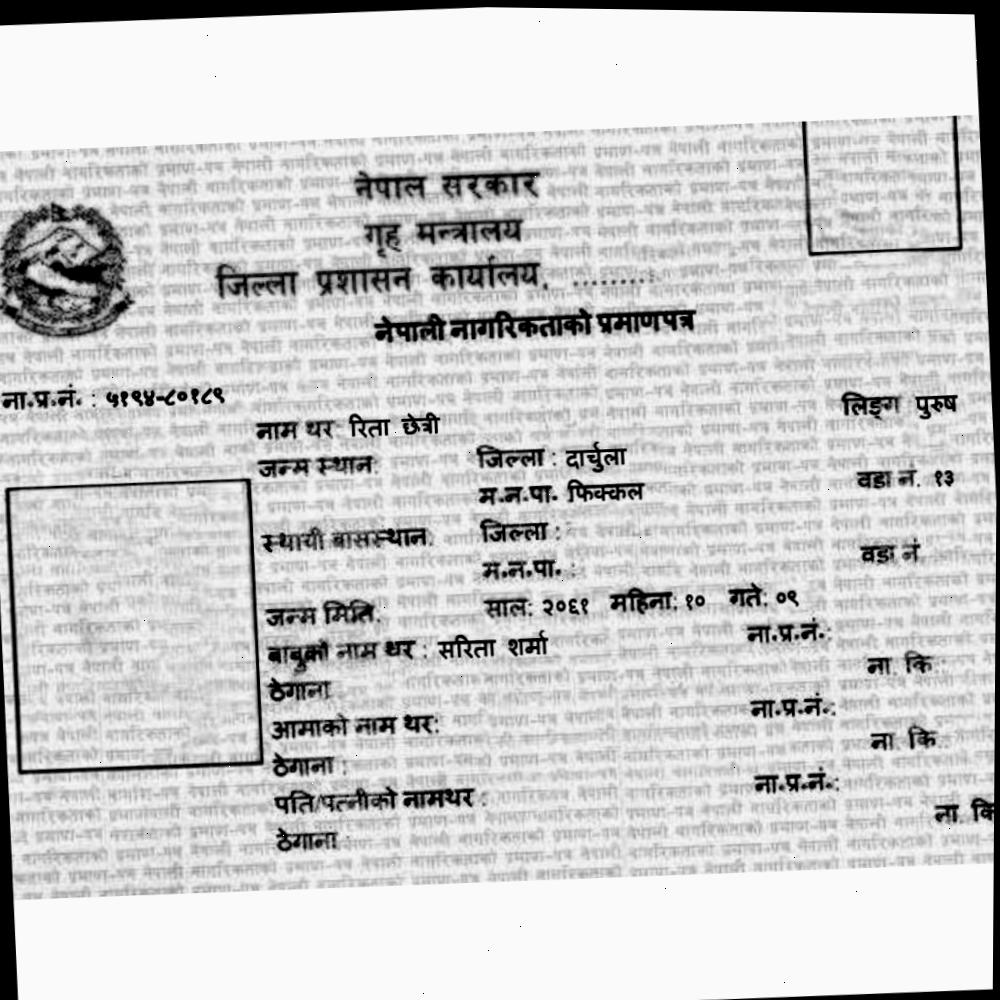 नेपाल सरकार
गृह मन्त्रालय
जिल्ला प्रशासन कार्यालय, .........
नेपाली नागरिकताको प्रमाणपत्र
ना.प्र.नं. : ५१९४-८०१८९
लिङ्ग पुरुष
नाम थर रिता छेत्री
जन्म स्थान: जिल्ला : दार्चुला
म.न.पा. फिक्कल वडा नं. १३
स्थायी बासस्थान: जिल्ला :
म.न.पा. : वडा नं
जन्म मिति: साल: २०६१ महिना: १० गते: ०९
बाबुको नाम थर : सरिता शर्मा ना.प्र.नं.:
ठेगाना ना. कि :
आमाको नाम थर: ना.प्र.नं.:
ठेगाना : ना. कि :
पति/पत्नीको नामथर : ना.प्र.नं.:
ठेगाना : ना. कि